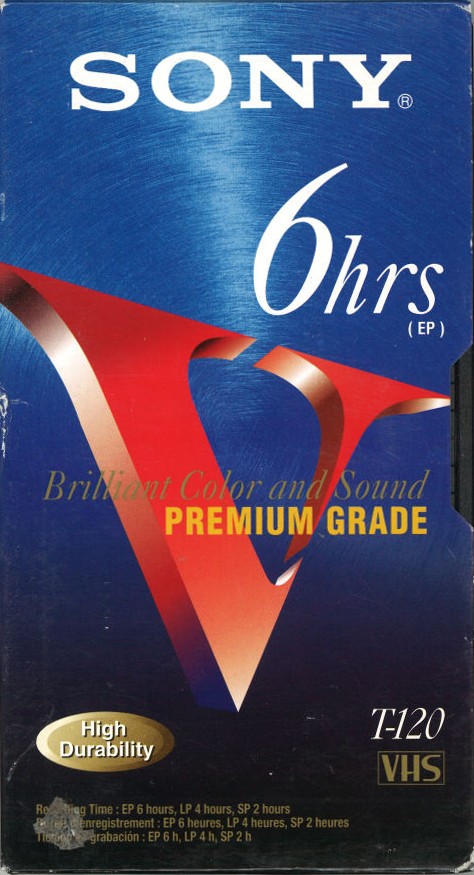 SONY®
6hrs
(EP)
Brilliant Color and Sound
PREMIUM GRADE
T-120
High
Durability
VHS
Time : EP 6 hours, LP 4 hours, SP 2 hours
enregistrement : EP 6 heures, LP 4 heures, SP 2 heures
grabación : EP 6 h, LP 4 h, SP 2 h